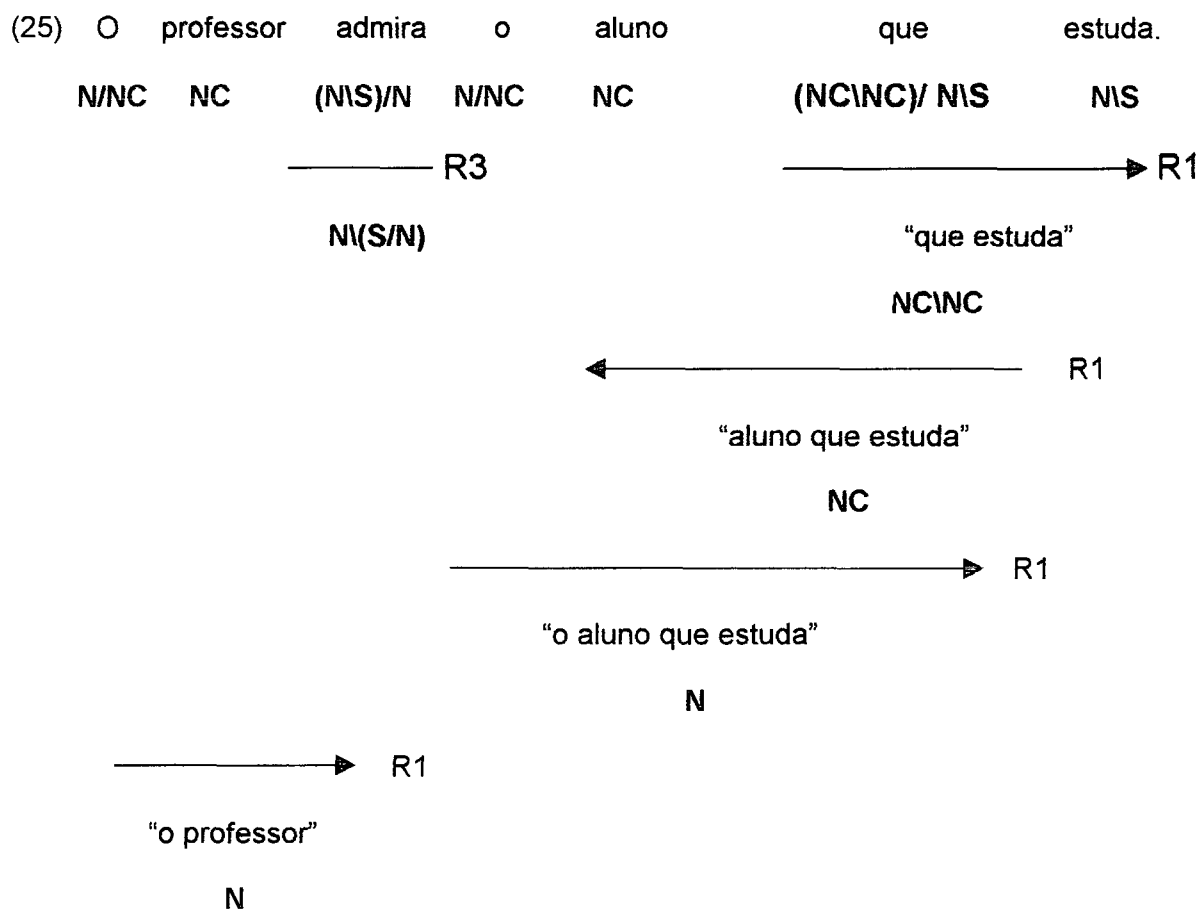 (25) O professor admira o aluno que estuda.
N/NC NC (N\S)/N N/NC NC (NC\NC)/ N\S N\S
R3 R1
N\(S/N) “que estuda”
NC\NC
R1
“aluno que estuda”
NC
R1
“o aluno que estuda”
N
R1
“o professor”
N